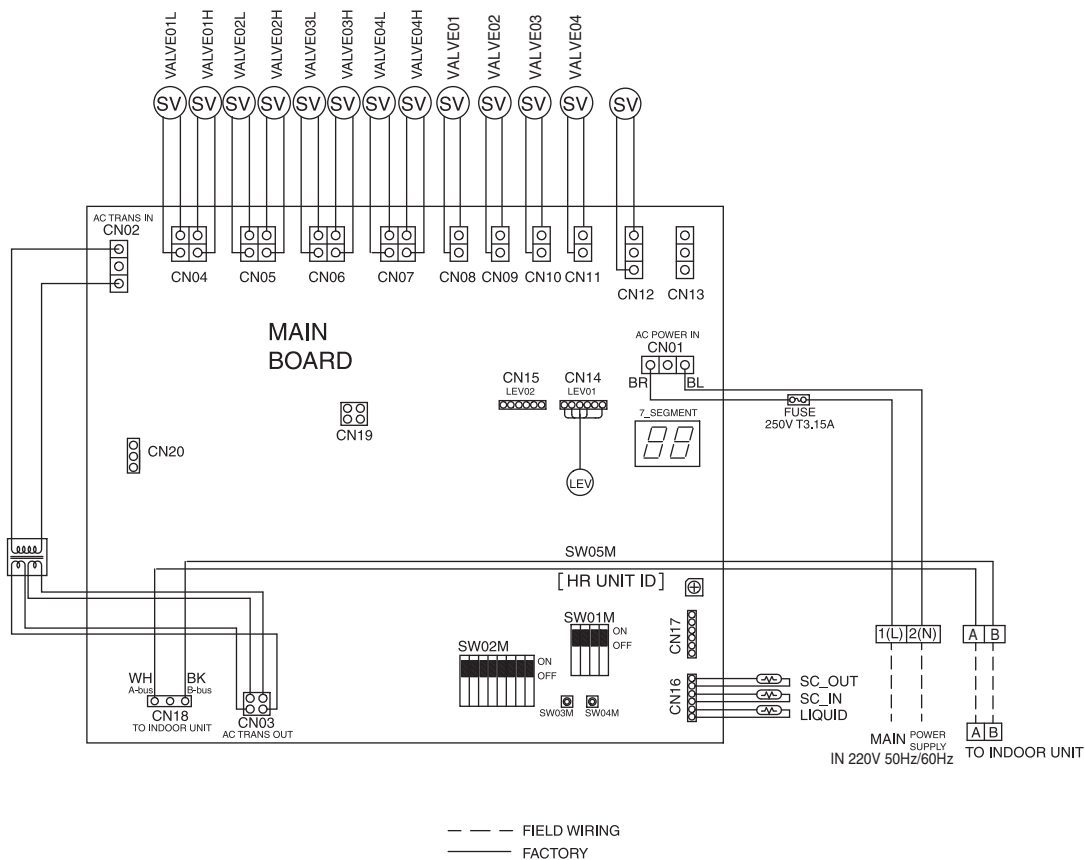 VALVE01L
VALVE01H
VALVE02L
VALVE02H
VALVE03L
VALVE03H
VALVE04L
VALVE04H
VALVE01
VALVE02
VALVE03
VALVE04
SV SV SV SV SV SV SV SV SV SV SV SV SV
AC TRANS IN
CN02
CN04 CN05 CN06 CN07 CN08 CN09 CN10 CN11 CN12 CN13
MAIN
BOARD
AC POWER IN
CN01
BR BL
FUSE
250V T3.15A
CN15
LEV02
CN14
LEV01
7_SEGMENT
CN19
CN20
LEV
SW05M
[ HR UNIT ID ]
SW01M
ON
OFF
SW02M
ON
OFF
SW03M SW04M
CN17
CN16
SC_OUT
SC_IN
LIQUID
1(L) 2(N)
A B
WH
A-bus
BK
B-bus
CN18
TO INDOOR UNIT
CN03
AC TRANS OUT
MAIN POWER SUPPLY
IN 220V 50Hz/60Hz
A B
TO INDOOR UNIT
FIELD WIRING
FACTORY